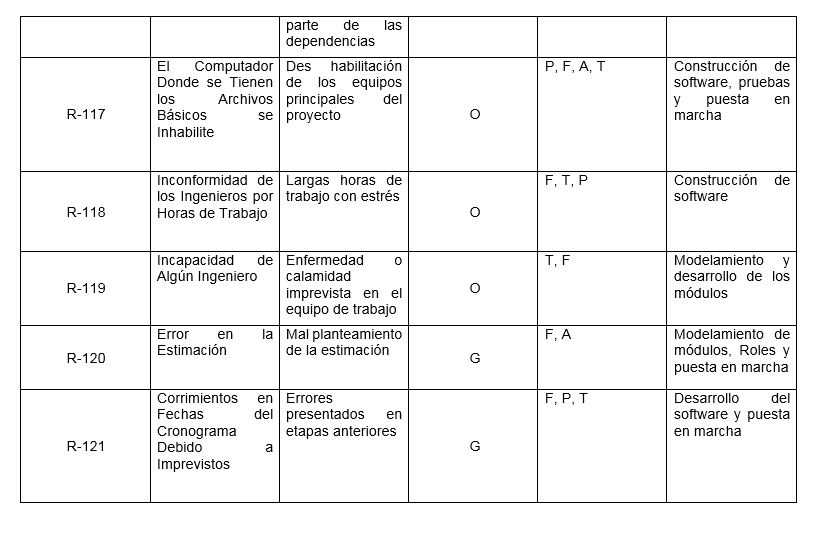 parte de las
dependencias
R-117
El Computador
Donde se Tienen
los Archivos
Básicos se
Inhabilite
Des habilitación
de los equipos
principales del
proyecto
O
P, F, A, T
Construcción de
software, pruebas
y puesta en
marcha
R-118
Inconformidad de
los Ingenieros por
Horas de Trabajo
Largas horas de
trabajo con estrés
O
F, T, P
Construcción de
software
R-119
Incapacidad de
Algún Ingeniero
Enfermedad o
calamidad
imprevista en el
equipo de trabajo
O
T, F
Modelamiento y
desarrollo de los
módulos
R-120
Error en la
Estimación
Mal planteamiento
de la estimación
G
F, A
Modelamiento de
módulos, Roles y
puesta en marcha
R-121
Corrimientos en
Fechas del
Cronograma
Debido a
Imprevistos
Errores
presentados en
etapas anteriores
G
F, P, T
Desarrollo del
software y puesta
en marcha